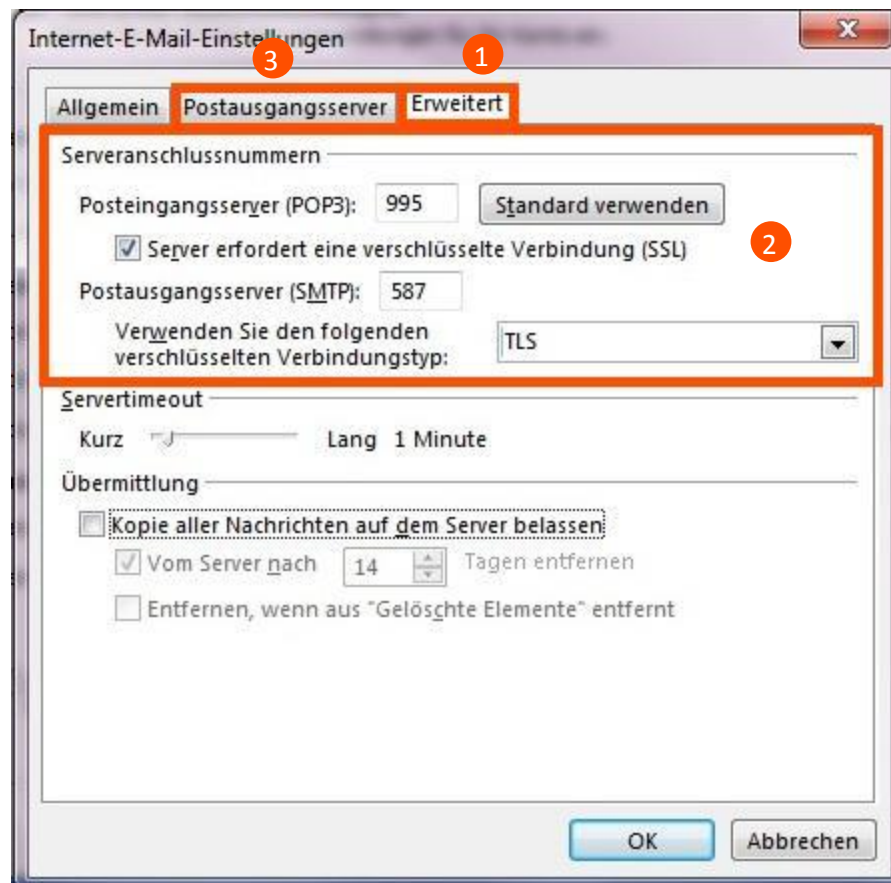 Internet-E-Mail-Einstellungen
3
1
Allgemein Postausgangsserver Erweitert
Serveranschlussnummern
Posteingangsserver (POP3): 995 Standard verwenden
Server erfordert eine verschlüsselte Verbindung (SSL)
2
Postausgangsserver (SMTP): 587
Verwenden Sie den folgenden
verschlüsselten Verbindungstyp: TLS
Servertimeout
Kurz Lang 1 Minute
Übermittlung
Kopie aller Nachrichten auf dem Server belassen
Vom Server nach 14 Tagen entfernen
Entfernen, wenn aus "Gelöschte Elemente" entfernt
OK Abbrechen